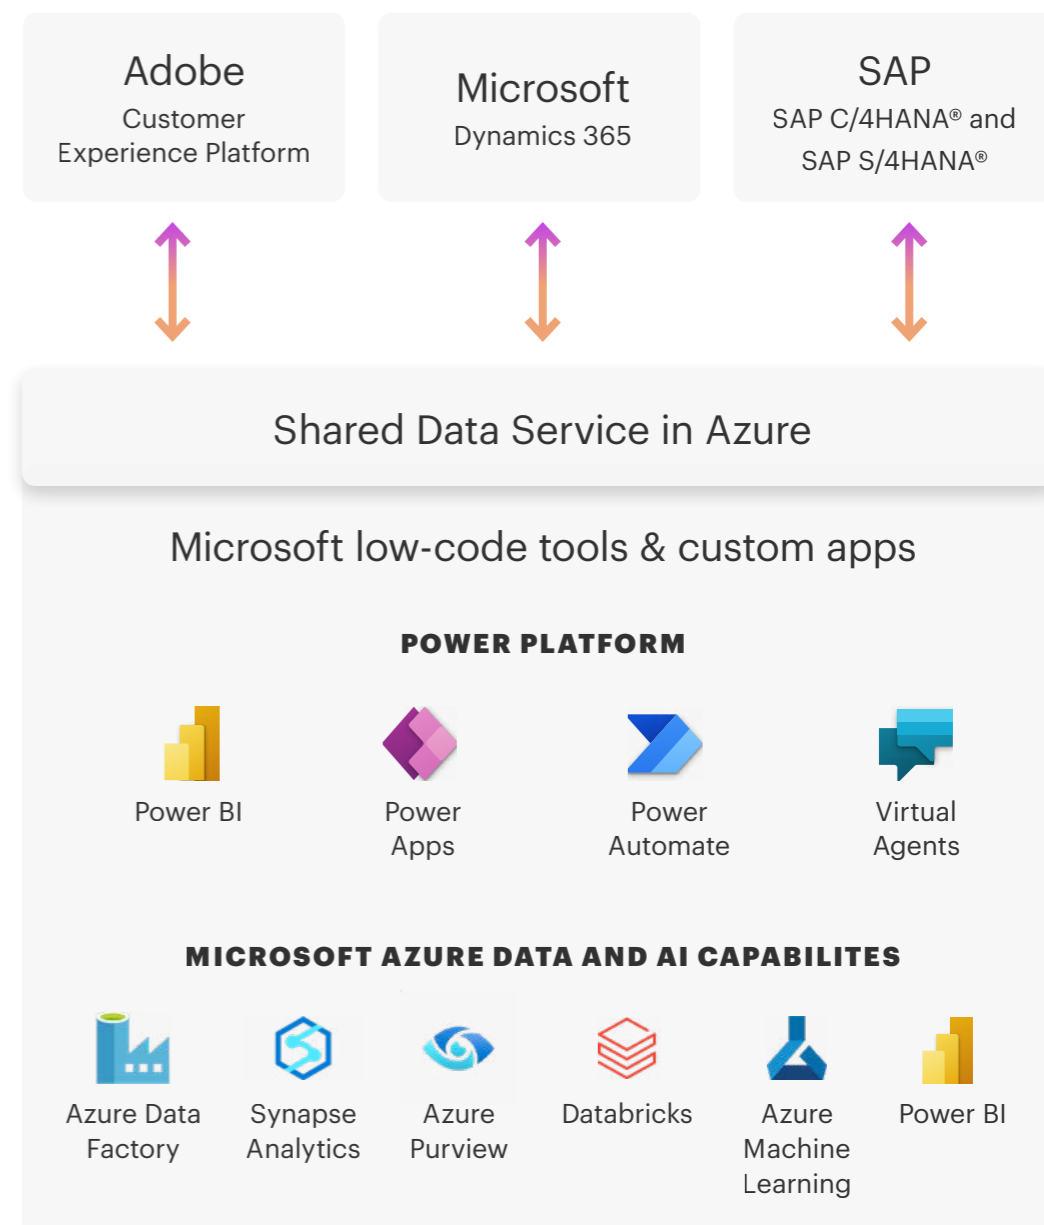 Adobe
Customer
Experience Platform
Microsoft
Dynamics 365
SAP
SAP C/4HANA® and
SAP S/4HANA®
Shared Data Service in Azure
Microsoft low-code tools & custom apps
POWER PLATFORM
Power BI
Power
Apps
Power
Automate
Virtual
Agents
MICROSOFT AZURE DATA AND AI CAPABILITES
Azure Data
Factory
Synapse
Analytics
Azure
Purview
Databricks
Azure
Machine
Learning
Power BI